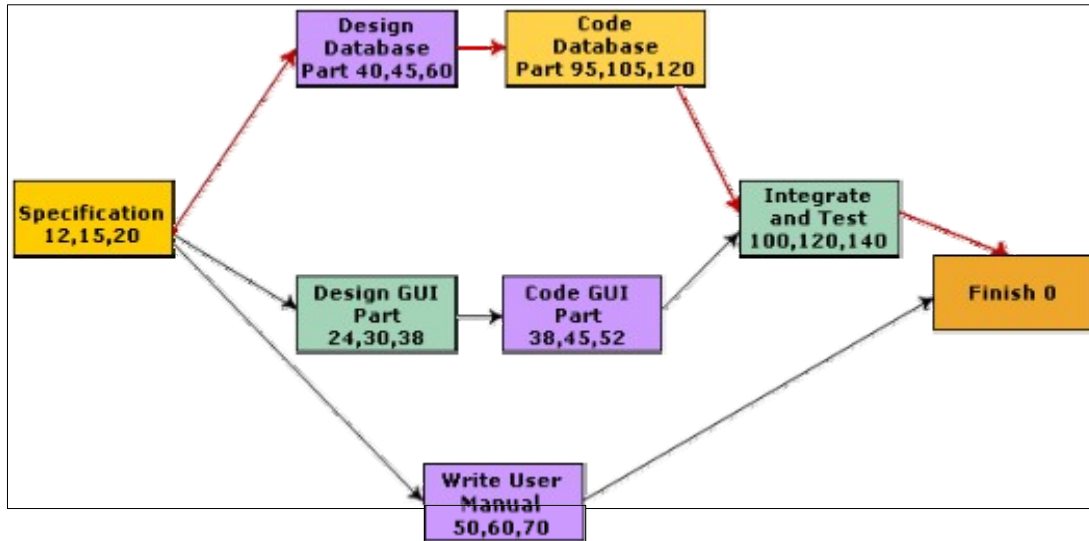 Design
Database
Part 40,45,60
Code
Database
Part 95,105,120
Specification
12,15,20
Integrate
and Test
100,120,140
Design GUI
Part
24,30,38
Code GUI
Part
38,45,52
Finish 0
Write User
Manual
50,60,70